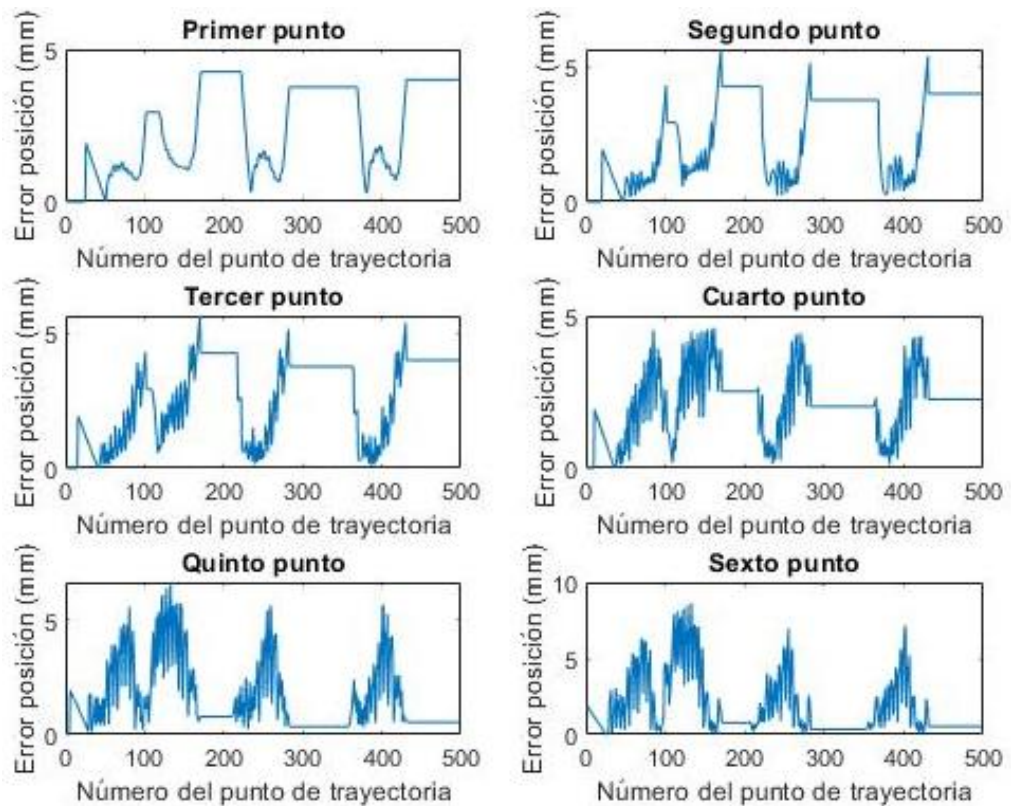 Primer punto
Error posición (mm)
5
0
0 100 200 300 400 500
Número del punto de trayectoria
Segundo punto
Error posición (mm)
5
0
0 100 200 300 400 500
Número del punto de trayectoria
Tercer punto
Error posición (mm)
5
0
0 100 200 300 400 500
Número del punto de trayectoria
Cuarto punto
Error posición (mm)
5
0
0 100 200 300 400 500
Número del punto de trayectoria
Quinto punto
Error posición (mm)
5
0
0 100 200 300 400 500
Número del punto de trayectoria
Sexto punto
Error posición (mm)
10
5
0
0 100 200 300 400 500
Número del punto de trayectoria